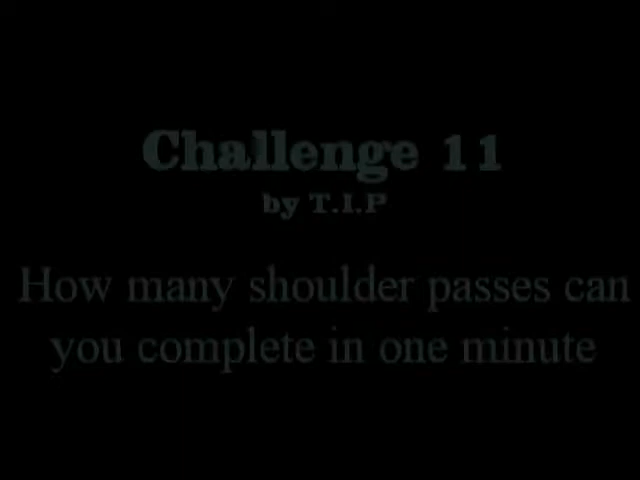 Challenge 11
by T.I.P
How many shoulder passes can
you complete in one minute